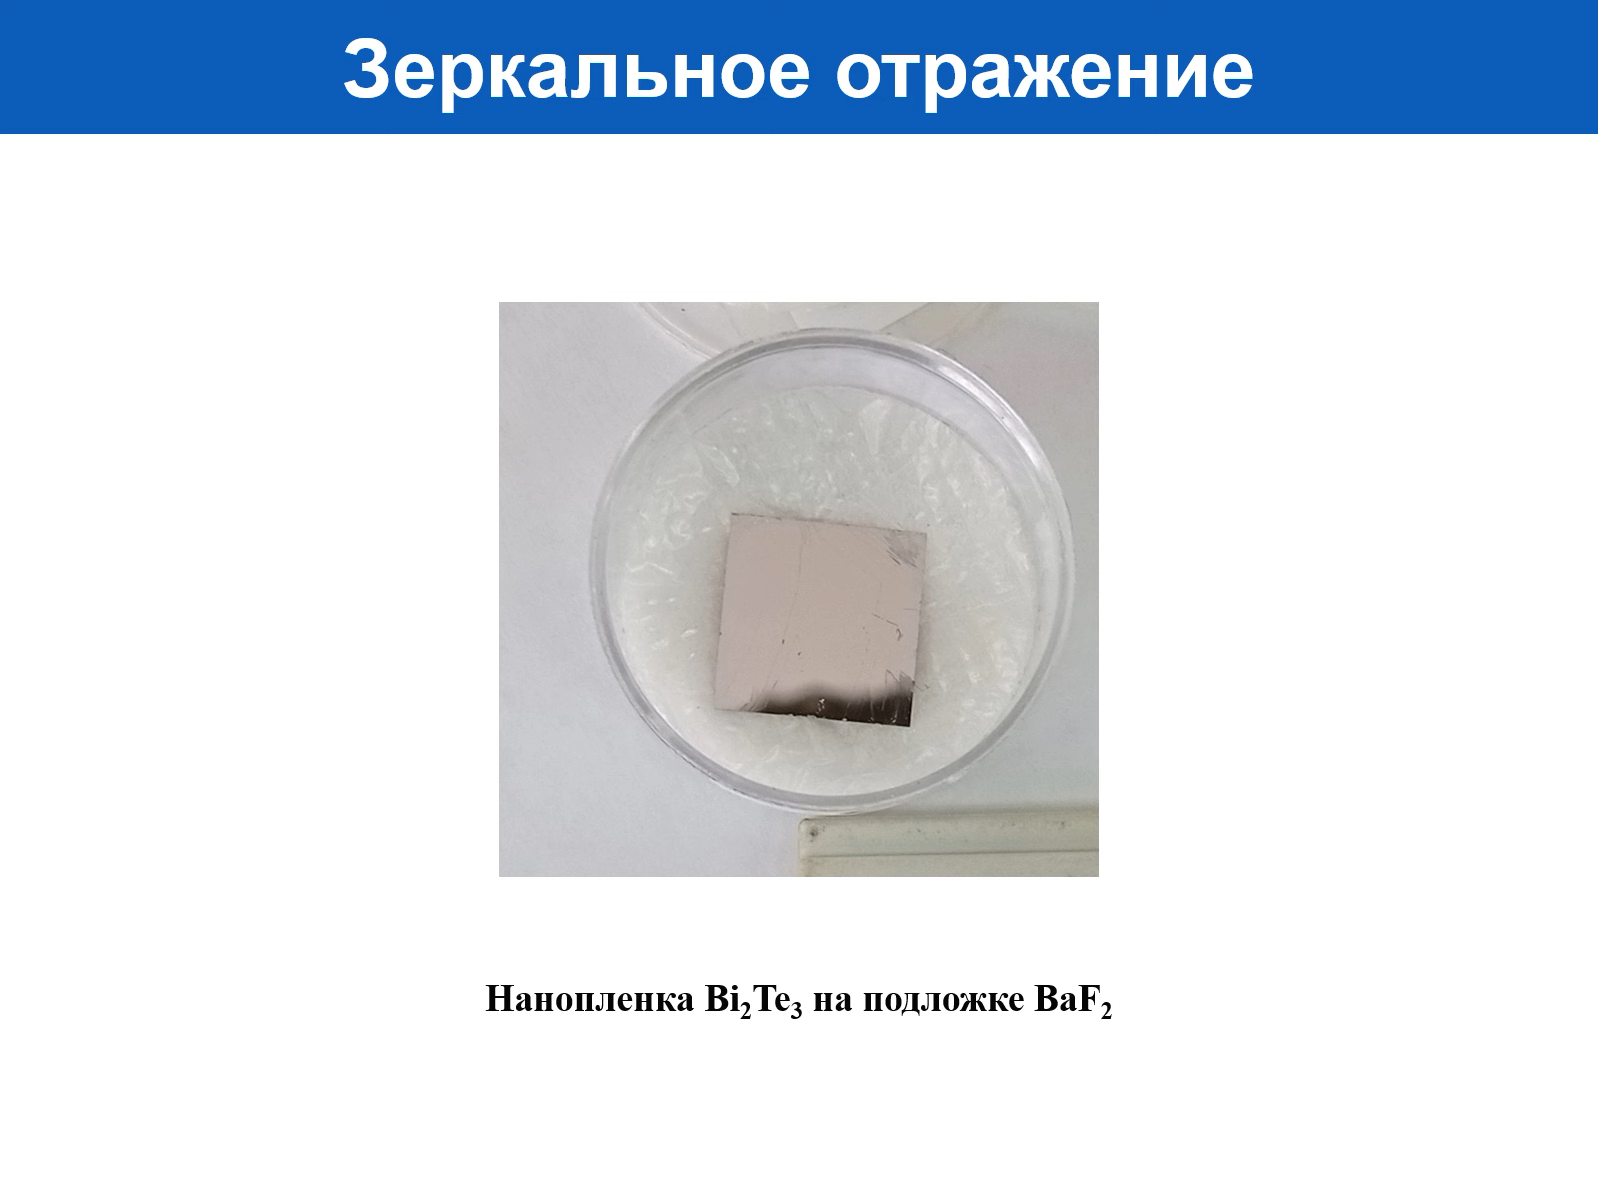 Зеркальное отражение
Нанопленка Bi₂Te₃ на подложке BaF₂